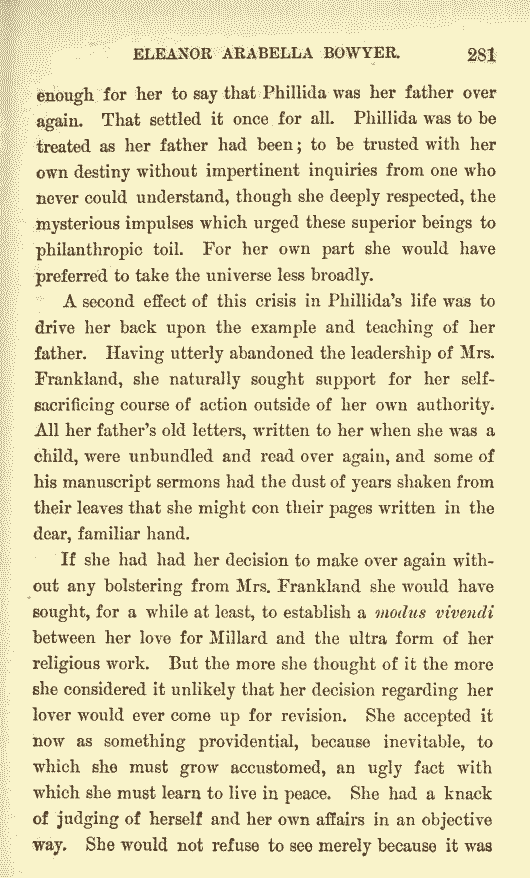 ELEANOR ARABELLA BOWYER. 281
enough for her to say that Phillida was her father over
again. That settled it once for all. Phillida was to be
treated as her father had been; to be trusted with her
own destiny without impertinent inquiries from one who
never could understand, though she deeply respected, the
mysterious impulses which urged these superior beings to
philanthropic toil. For her own part she would have
preferred to take the universe less broadly.
A second effect of this crisis in Phillida's life was to
drive her back upon the example and teaching of her
father. Having utterly abandoned the leadership of Mrs.
Frankland, she naturally sought support for her self-
sacrificing course of action outside of her own authority.
All her father's old letters, written to her when she was a
child, were unbundled and read over again, and some of
his manuscript sermons had the dust of years shaken from
their leaves that she might con their pages written in the
dear, familiar hand.
If she had had her decision to make over again with-
out any bolstering from Mrs. Frankland she would have
sought, for a while at least, to establish a modus vivendi
between her love for Millard and the ultra form of her
religious work. But the more she thought of it the more
she considered it unlikely that her decision regarding her
lover would ever come up for revision. She accepted it
now as something providential, because inevitable, to
which she must grow accustomed, an ugly fact with
which she must learn to live in peace. She had a knack
of judging of herself and her own affairs in an objective
way. She would not refuse to see merely because it was